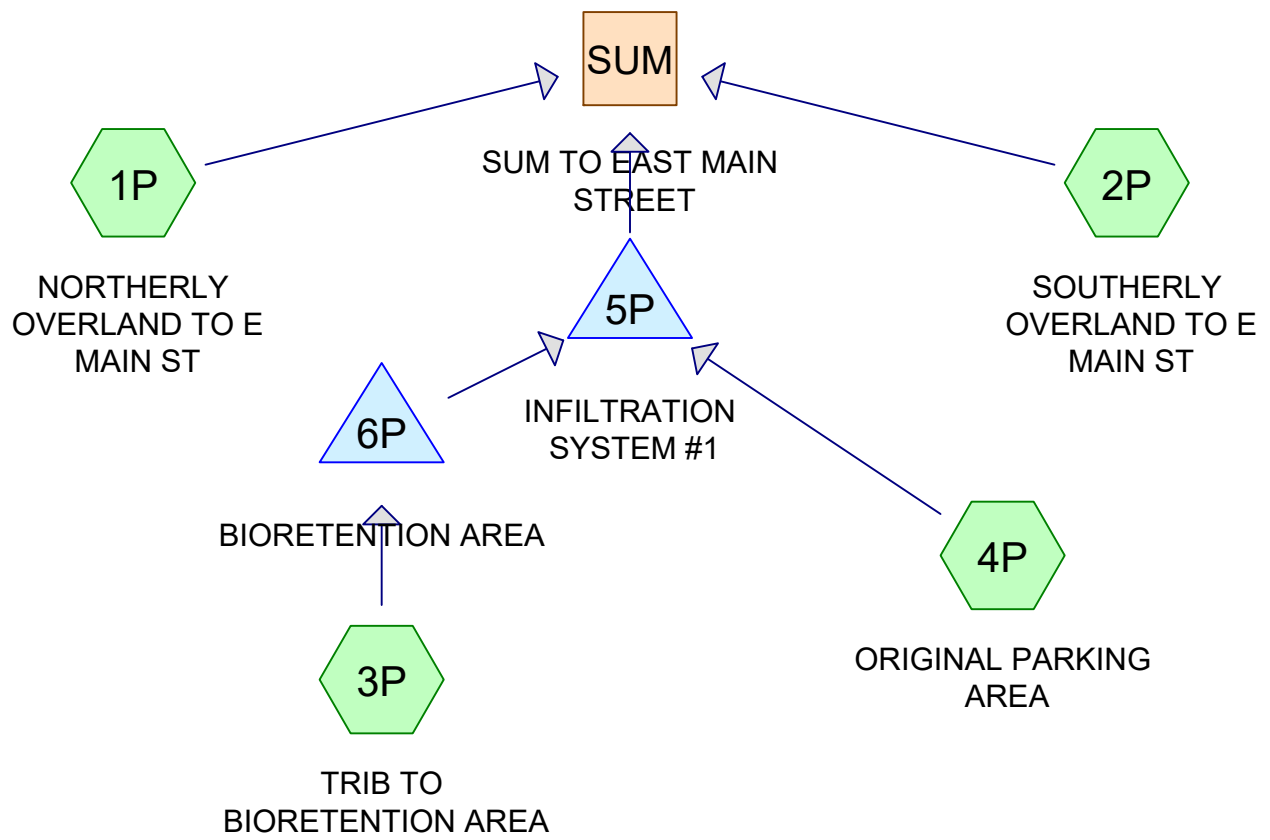 SUM
SUM TO EAST MAIN
STREET
1P
NORTHERLY
OVERLAND TO E
MAIN ST
2P
SOUTHERLY
OVERLAND TO E
MAIN ST
5P
INFILTRATION
SYSTEM #1
6P
BIORETENTION AREA
4P
ORIGINAL PARKING
AREA
3P
TRIB TO
BIORETENTION AREA